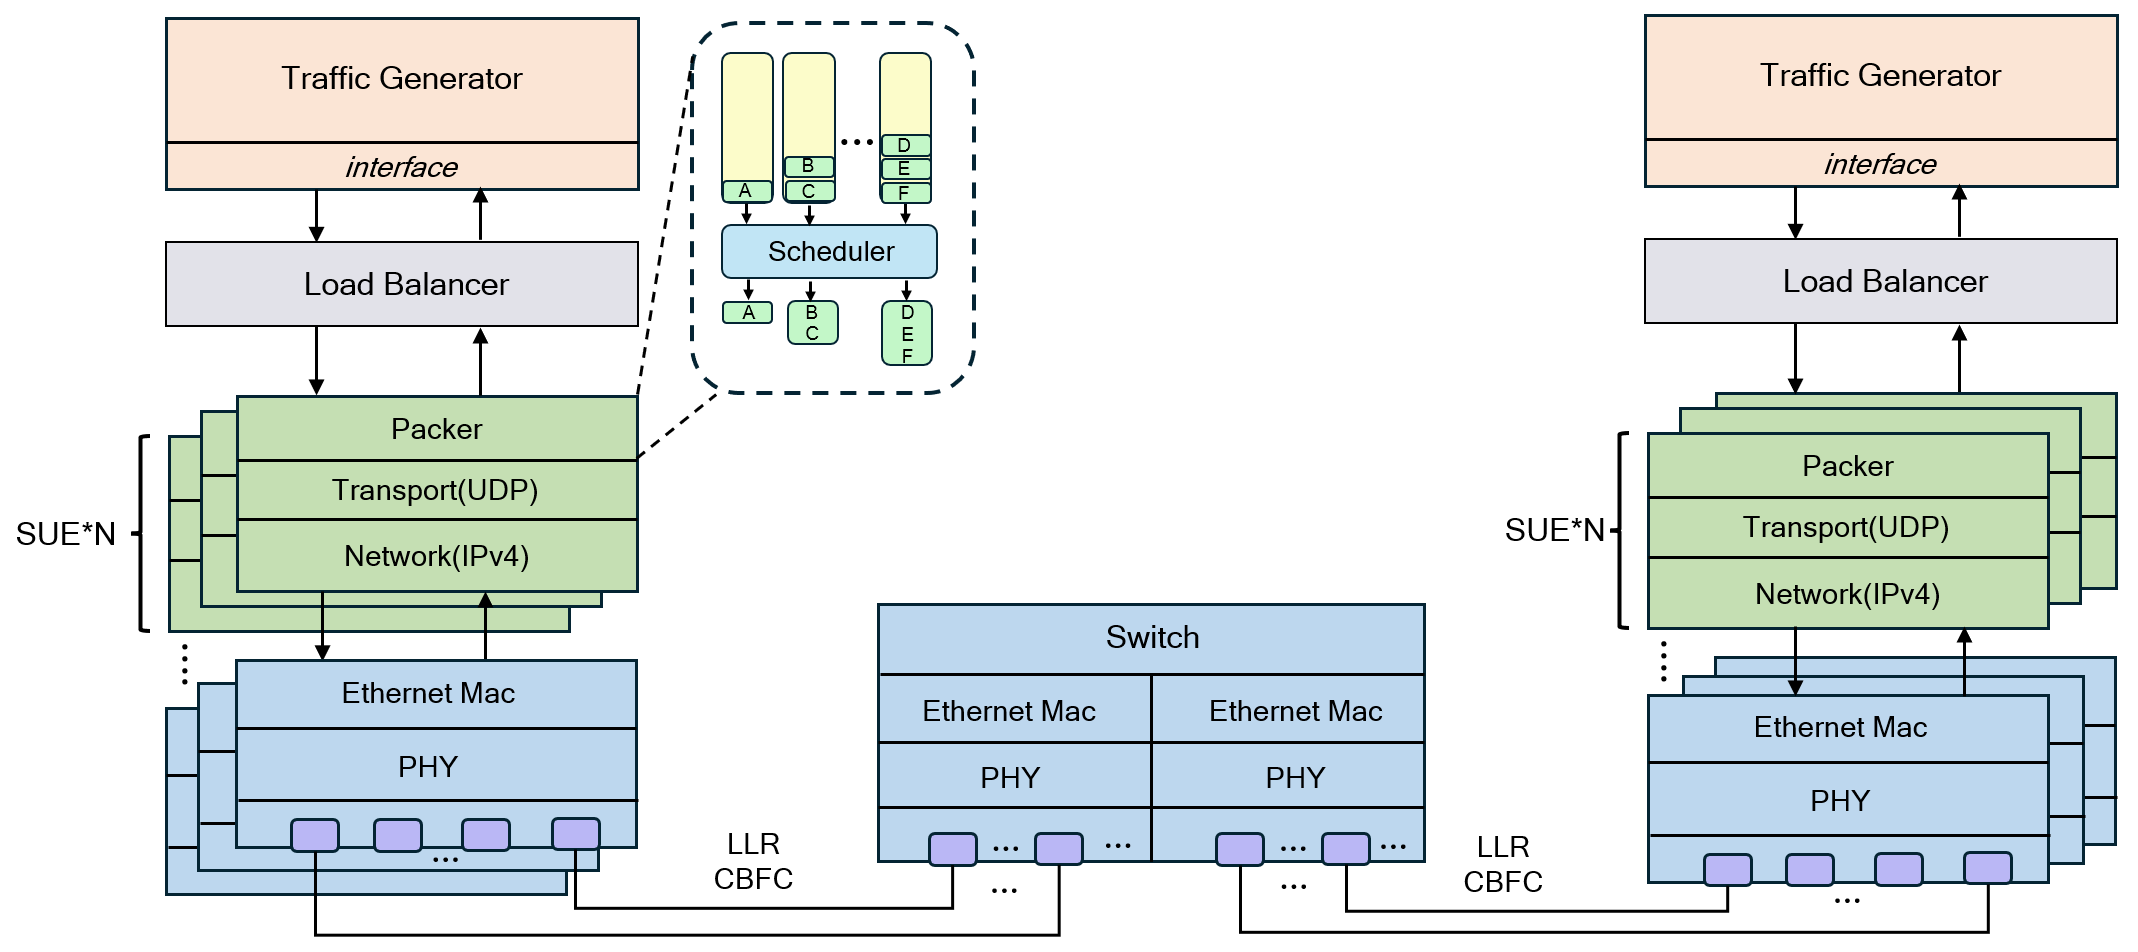 Traffic Generator
interface
Load Balancer
Packer
Transport(UDP)
Network(IPv4)
SUE*N
Ethernet Mac
PHY
...
A
B
C
...
D
E
F
Scheduler
A
B
C
D
E
F
LLR
CBFC
Switch
Ethernet Mac
Ethernet Mac
PHY
PHY
... ...
... ...
...
...
LLR
CBFC
Traffic Generator
interface
Load Balancer
Packer
Transport(UDP)
Network(IPv4)
SUE*N
Ethernet Mac
PHY
...